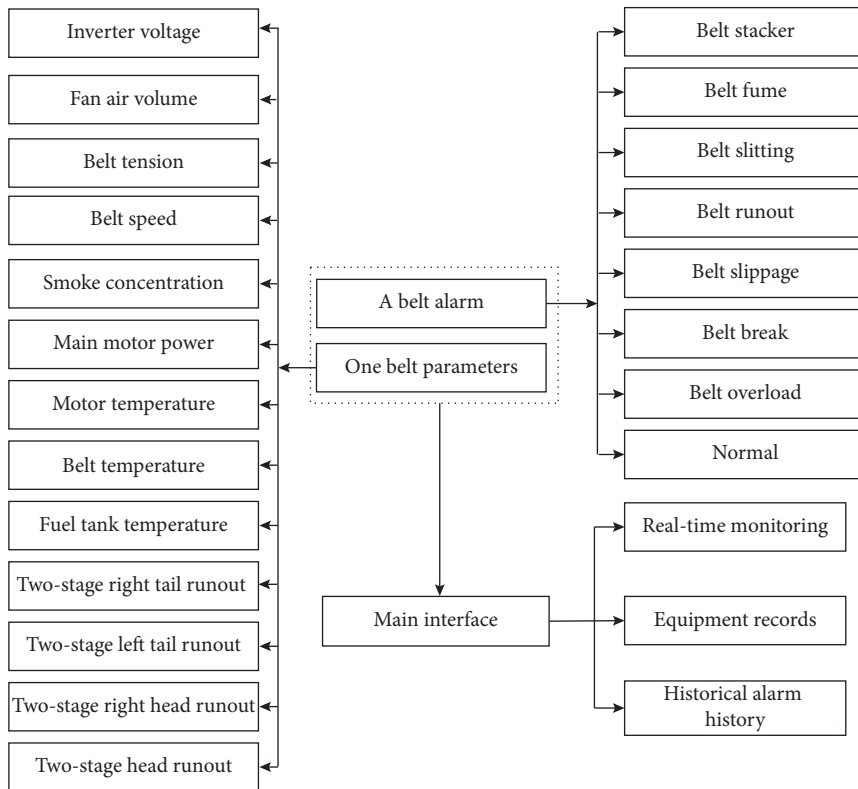 Inverter voltage
Fan air volume
Belt tension
Belt speed
Smoke concentration
Main motor power
Motor temperature
Belt temperature
Fuel tank temperature
Two-stage right tail runout
Two-stage left tail runout
Two-stage right head runout
Two-stage head runout
A belt alarm
One belt parameters
Main interface
Belt stacker
Belt fume
Belt slitting
Belt runout
Belt slippage
Belt break
Belt overload
Normal
Real-time monitoring
Equipment records
Historical alarm
history